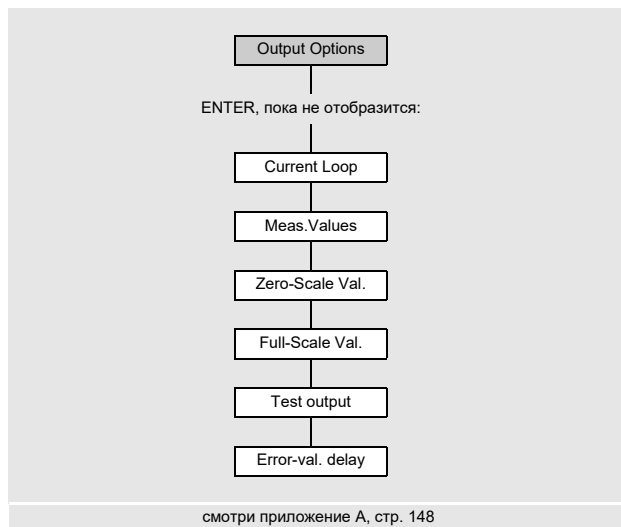 Output Options
ENTER, пока не отобразится:
Current Loop
Meas.Values
Zero-Scale Val.
Full-Scale Val.
Test output
Error-val. delay
смотри приложение A, стр. 148